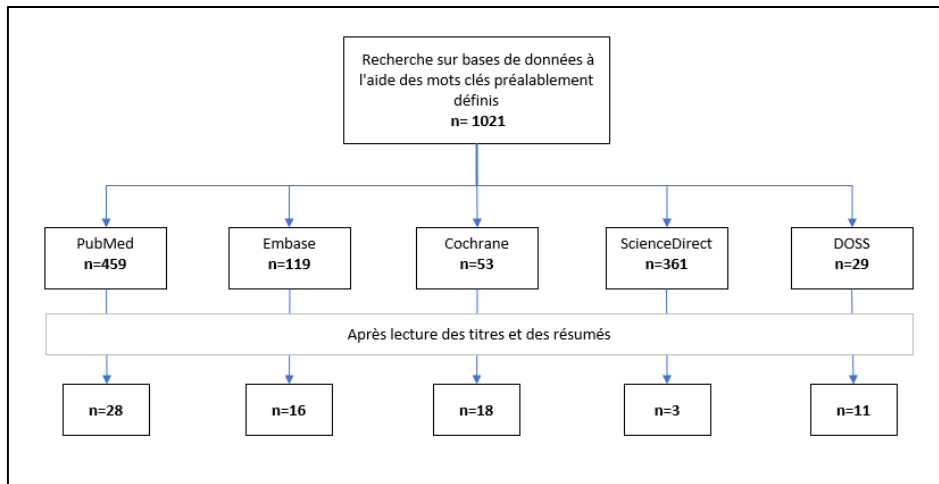 Recherche sur bases de données à
l'aide des mots clés préalablement
définis
n= 1021
PubMed
n=459
Embase
n=119
Cochrane
n=53
ScienceDirect
n=361
DOSS
n=29
Après lecture des titres et des résumés
n=28
n=16
n=18
n=3
n=11